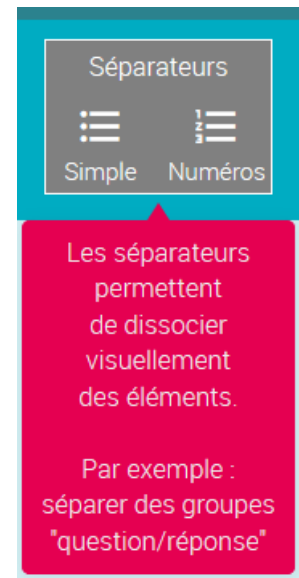 Séparateurs
Simple Numéros
Les séparateurs
permettent
de dissocier
visuellement
des éléments.
Par exemple :
séparer des groupes
"question/réponse"